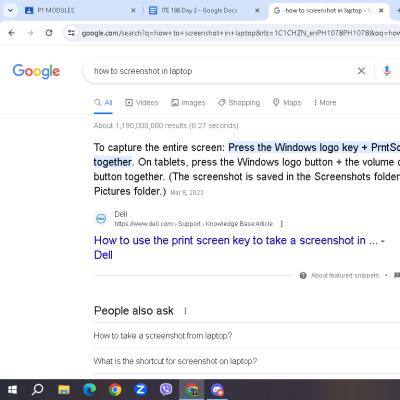 P1 MODULES
ITE 186 Day 2 - Google Docs
how to screenshot in laptop - G
google.com/search?q=how+to+screenshot+in+laptop&rlz=1C1CHZN_enPH1078PH1078&oq=how
Google
how to screenshot in laptop
All
Videos
Images
Shopping
Maps
More
About 1,190,000,000 results (0.27 seconds)
To capture the entire screen: Press the Windows logo key + PrntSc
together. On tablets, press the Windows logo button + the volume
button together. (The screenshot is saved in the Screenshots folder
Pictures folder.) Mar 8, 2023
Dell
https://www.dell.com › Support › Knowledge Base Article
How to use the print screen key to take a screenshot in ... -
Dell
About featured snippets
People also ask
How to take a screenshot from laptop?
What is the shortcut for screenshot on laptop?